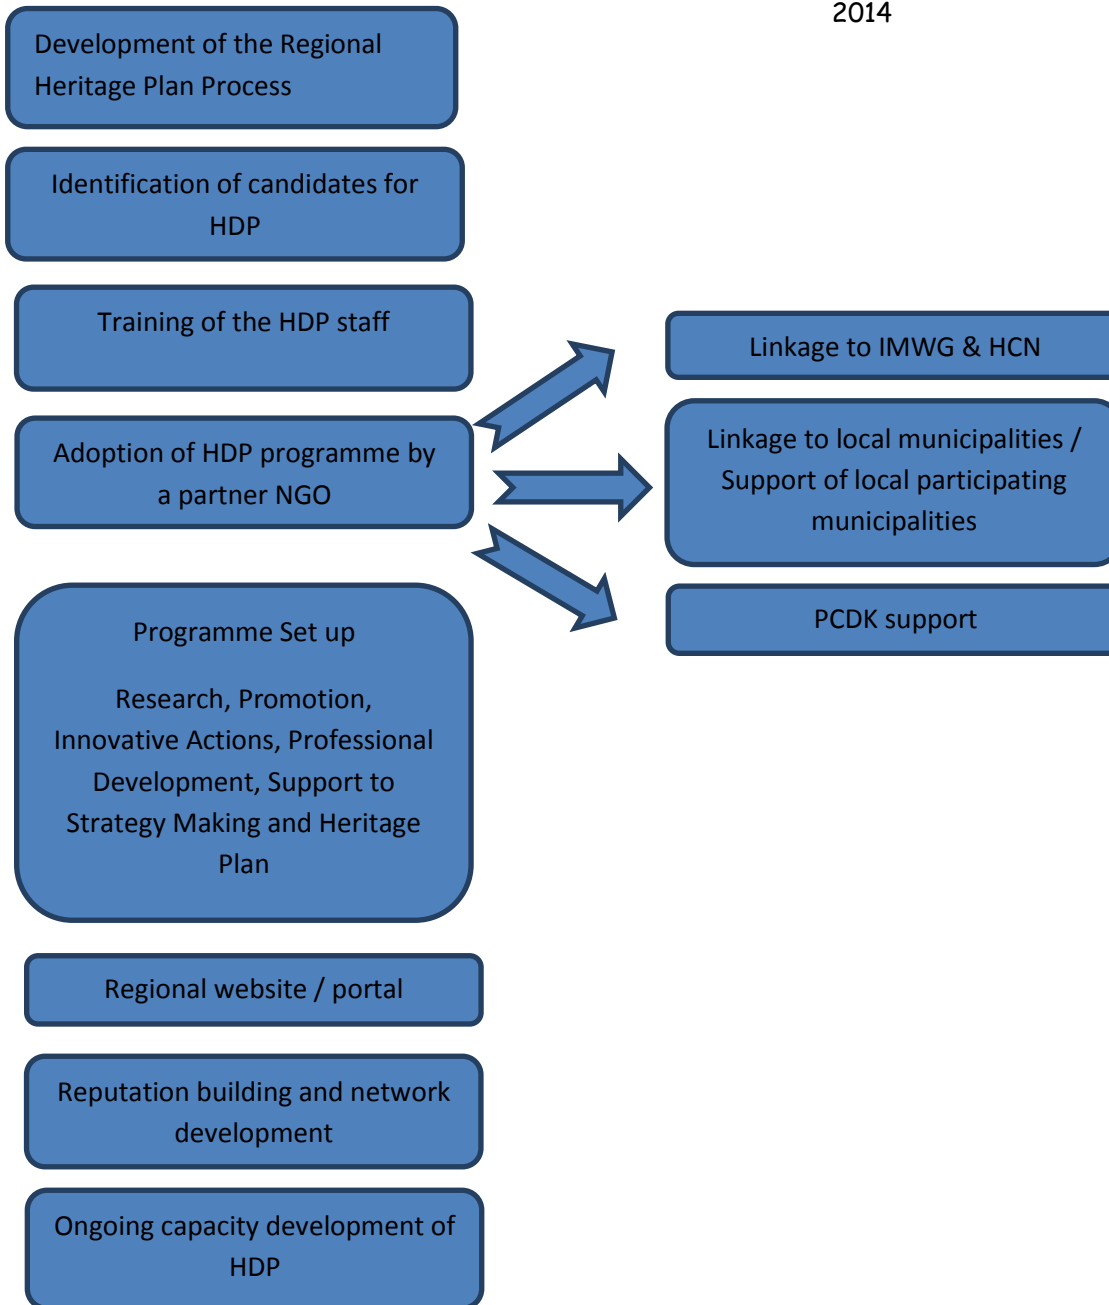 2014
Development of the Regional
Heritage Plan Process
Identification of candidates for
HDP
Training of the HDP staff
Adoption of HDP programme by
a partner NGO
Linkage to IMWG & HCN
Linkage to local municipalities /
Support of local participating
municipalities
PCDK support
Programme Set up
Research, Promotion,
Innovative Actions, Professional
Development, Support to
Strategy Making and Heritage
Plan
Regional website / portal
Reputation building and network
development
Ongoing capacity development of
HDP